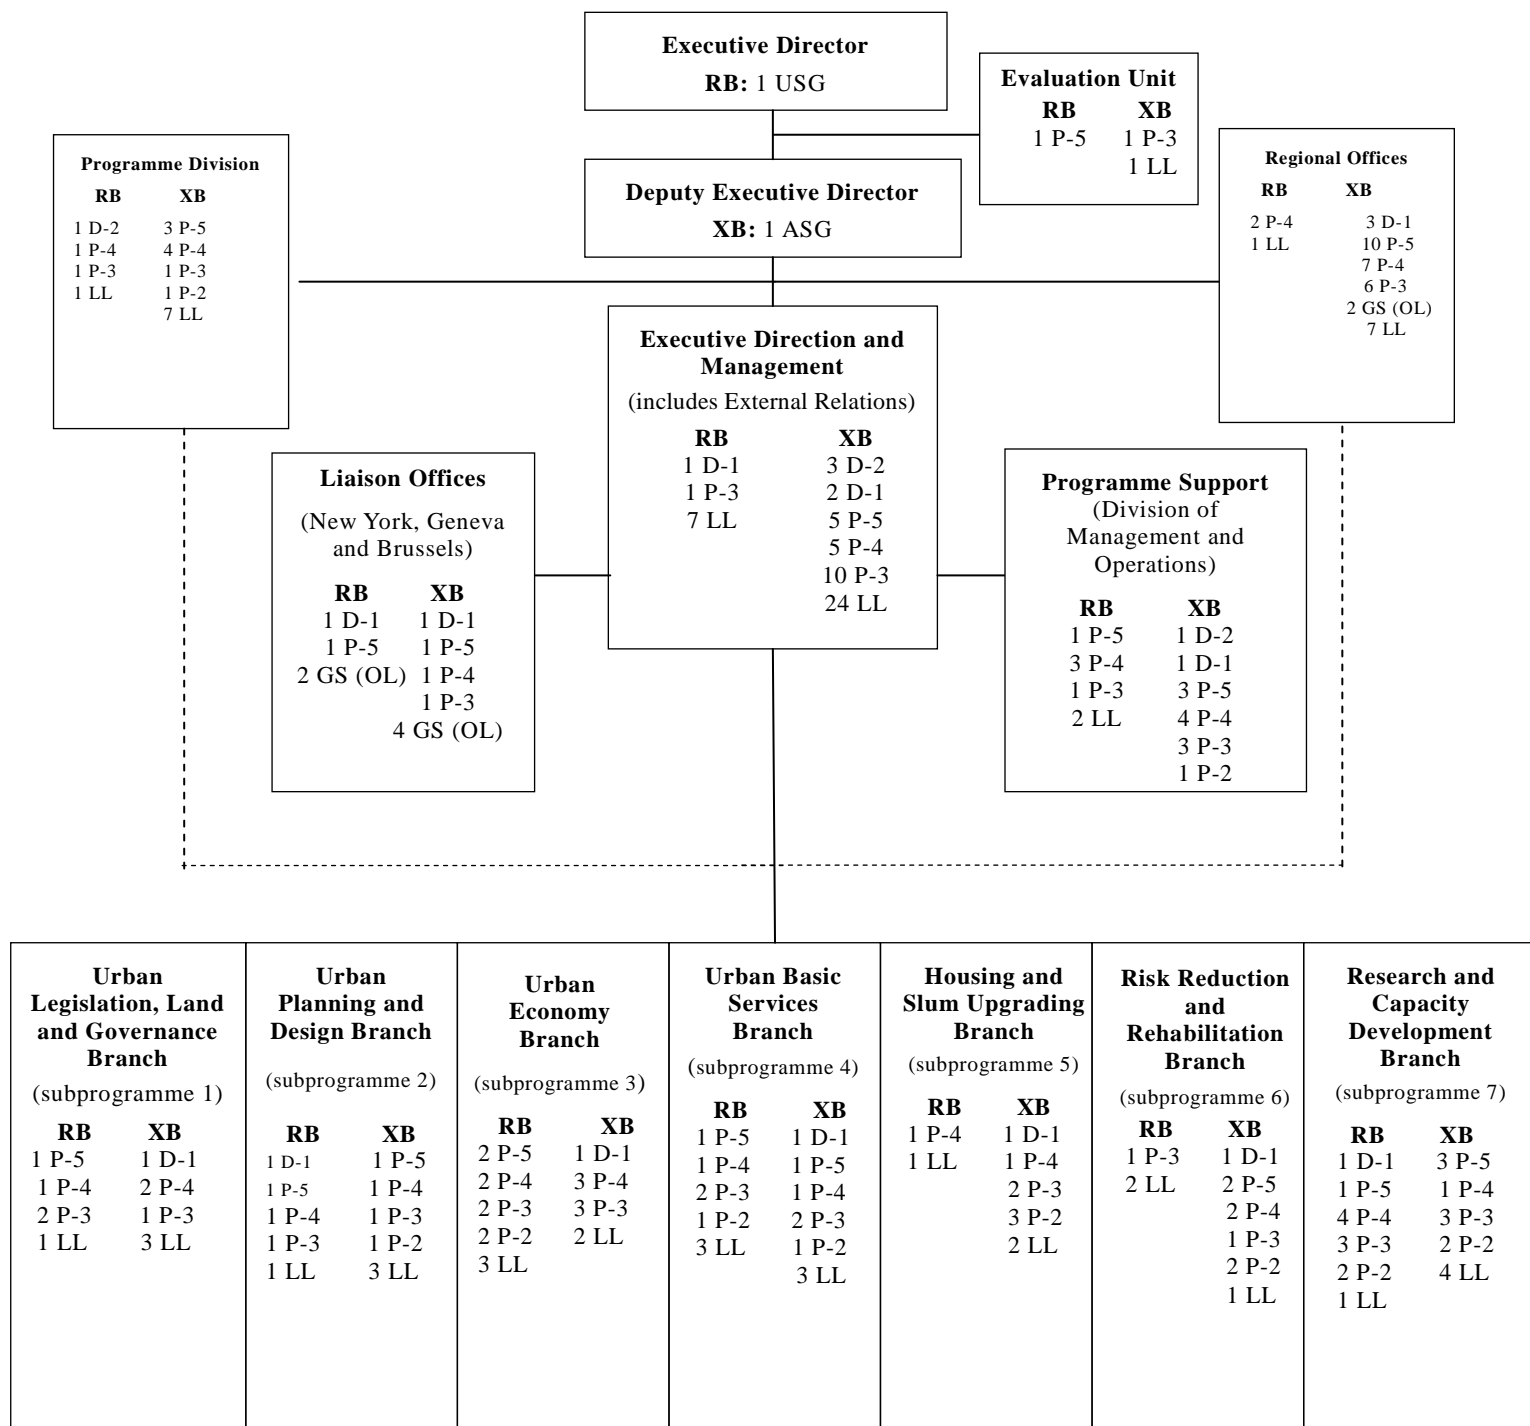 Executive Director
RB: 1 USG
Evaluation Unit
RB XB
1 P-5 1 P-3
1 LL
Programme Division
RB XB
1 D-2 3 P-5
1 P-4 4 P-4
1 P-3 1 P-3
1 LL 1 P-2
7 LL
Deputy Executive Director
XB: 1 ASG
Regional Offices
RB XB
2 P-4 3 D-1
1 LL 10 P-5
7 P-4
6 P-3
2 GS (OL)
7 LL
Executive Direction and
Management
(includes External Relations)
RB XB
1 D-1 3 D-2
1 P-3 2 D-1
7 LL 5 P-5
5 P-4
10 P-3
24 LL
Liaison Offices
(New York, Geneva
and Brussels)
RB XB
1 D-1 1 D-1
1 P-5 1 P-5
2 GS (OL) 1 P-4
1 P-3
4 GS (OL)
Programme Support
(Division of
Management and
Operations)
RB XB
1 P-5 1 D-2
3 P-4 1 D-1
1 P-3 3 P-5
2 LL 4 P-4
3 P-3
1 P-2
Urban
Legislation, Land
and Governance
Branch
(subprogramme 1)
RB XB
1 P-5 1 D-1
1 P-4 2 P-4
2 P-3 1 P-3
1 LL 3 LL
Urban
Planning and
Design Branch
(subprogramme 2)
RB XB
1 D-1 1 P-5
1 P-5 1 P-4
1 P-4 1 P-3
1 P-3 1 P-2
1 LL 3 LL
Urban
Economy
Branch
(subprogramme 3)
RB XB
2 P-5 1 D-1
2 P-4 3 P-4
2 P-3 3 P-3
2 P-2 2 LL
3 LL
Urban Basic
Services
Branch
(subprogramme 4)
RB XB
1 P-5 1 D-1
1 P-4 1 P-5
2 P-3 1 P-4
1 P-2 2 P-3
3 LL 1 P-2
3 LL
Housing and
Slum Upgrading
Branch
(subprogramme 5)
RB XB
1 P-4 1 D-1
1 LL 1 P-4
2 P-3
3 P-2
2 LL
Risk Reduction
and
Rehabilitation
Branch
(subprogramme 6)
RB XB
1 P-3 1 D-1
2 LL 2 P-5
2 P-4
1 P-3
2 P-2
1 LL
Research and
Capacity
Development
Branch
(subprogramme 7)
RB XB
1 D-1 3 P-5
1 P-5 1 P-4
4 P-4 3 P-3
3 P-3 2 P-2
2 P-2 4 LL
1 LL